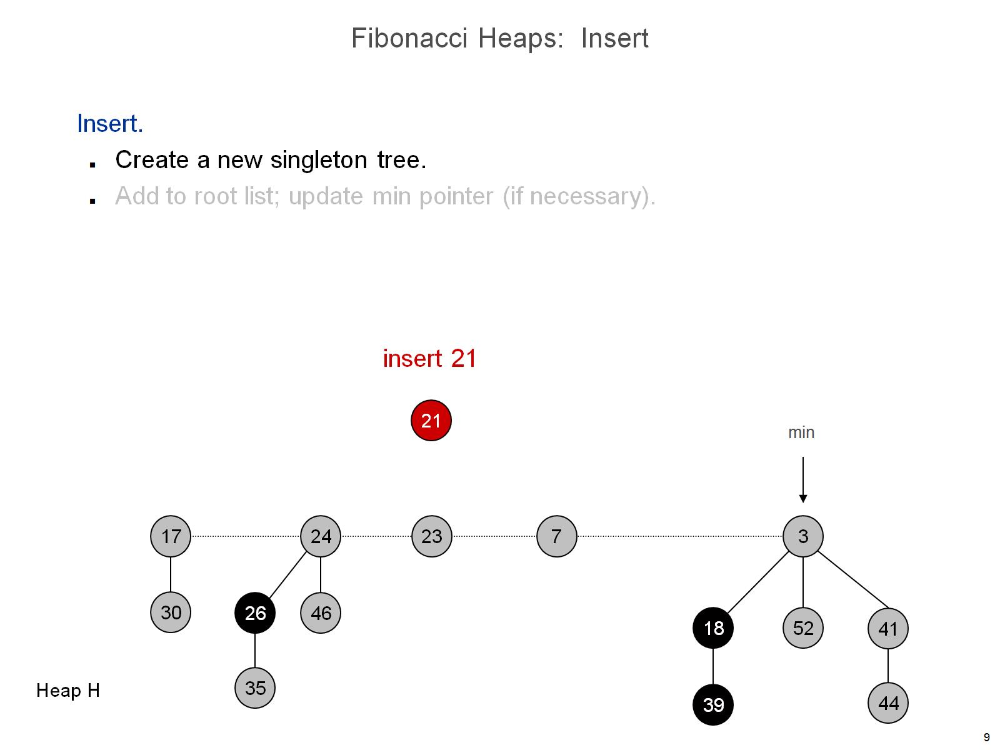 Fibonacci Heaps:  Insert
Insert.
▪ Create a new singleton tree.
▪ Add to root list; update min pointer (if necessary).
insert 21
21
min
17 24 23 7 3
30 26 46 18 52 41
35 39 44
Heap H
9